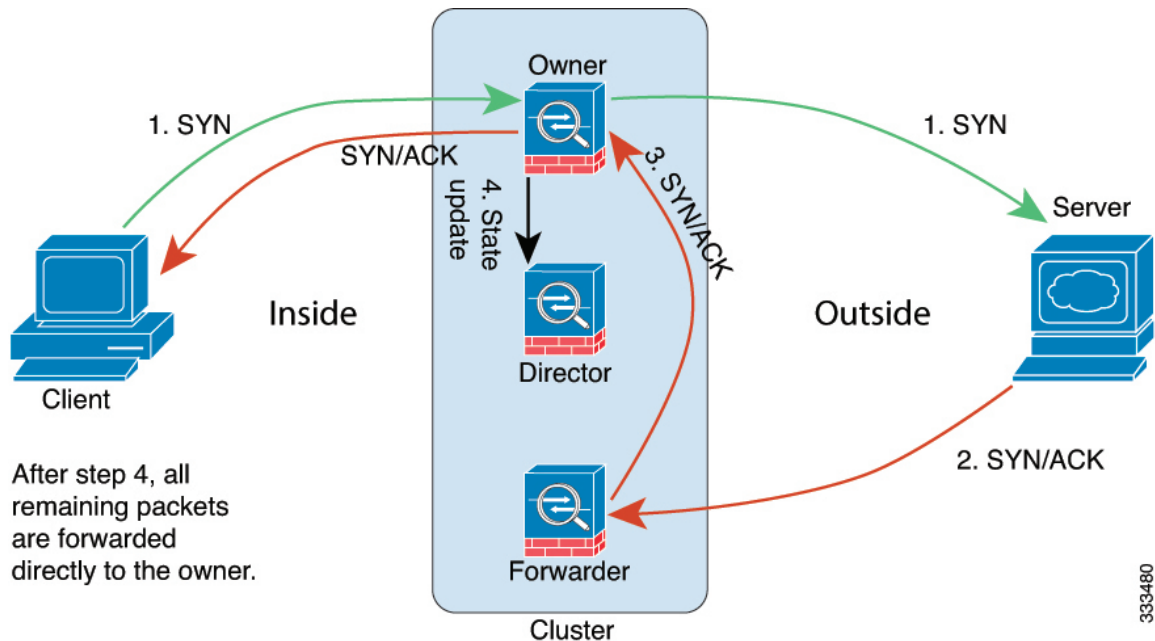 Owner
1. SYN
1. SYN
SYN/ACK
3. SYN/ACK
4. State
update
Server
Inside
Outside
Director
Client
2. SYN/ACK
After step 4, all
remaining packets
are forwarded
directly to the owner.
Forwarder
Cluster
333480